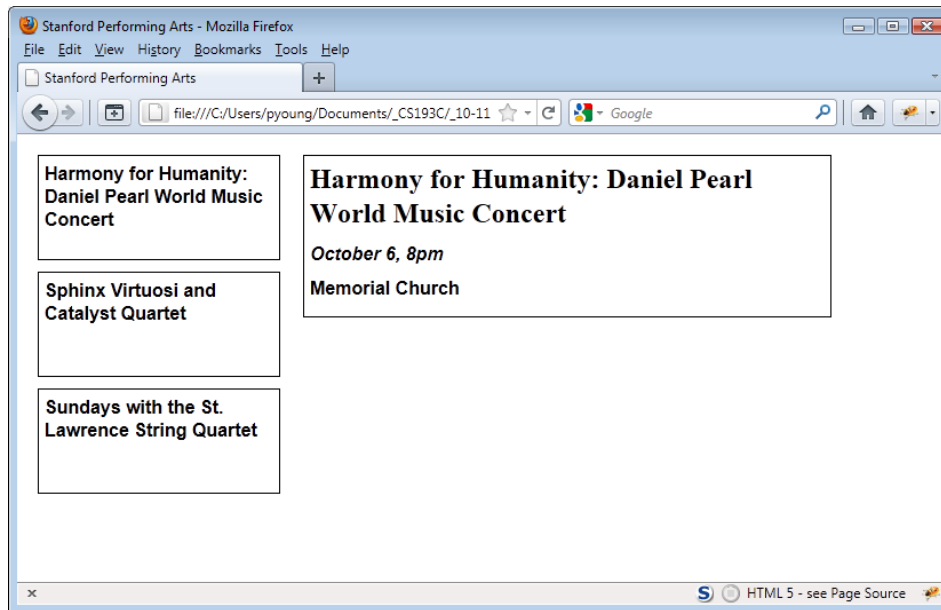 Stanford Performing Arts - Mozilla Firefox
File Edit View History Bookmarks Tools Help
Stanford Performing Arts
file:///C:/Users/pyoung/Documents/_CS193C/_10-11
Google
Harmony for Humanity:
Daniel Pearl World Music
Concert
Sphinx Virtuosi and
Catalyst Quartet
Sundays with the St.
Lawrence String Quartet
Harmony for Humanity: Daniel Pearl
World Music Concert
October 6, 8pm
Memorial Church
HTML 5 - see Page Source